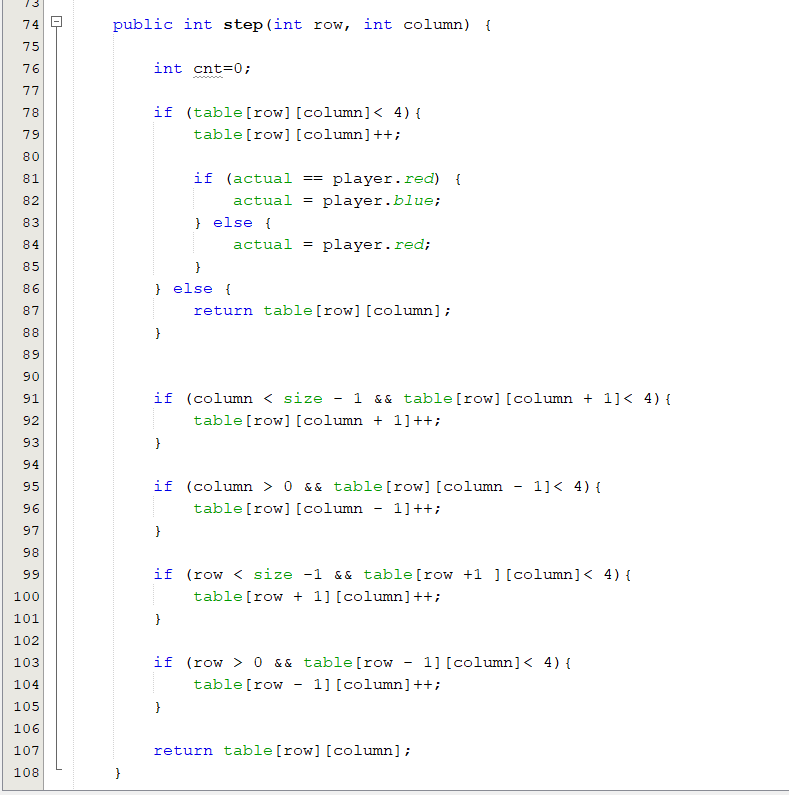 73
74 public int step(int row, int column) {
75
76 int cnt=0;
77
78 if (table[row][column]< 4){
79 table[row][column]++;
80
81 if (actual == player.red) {
82 actual = player.blue;
83 } else {
84 actual = player.red;
85 }
86 } else {
87 return table[row][column];
88 }
89
90
91 if (column < size - 1 && table[row][column + 1]< 4){
92 table[row][column + 1]++;
93 }
94
95 if (column > 0 && table[row][column - 1]< 4){
96 table[row][column - 1]++;
97 }
98
99 if (row < size -1 && table[row +1 ][column]< 4){
100 table[row + 1][column]++;
101 }
102
103 if (row > 0 && table[row - 1][column]< 4){
104 table[row - 1][column]++;
105 }
106
107 return table[row][column];
108 }